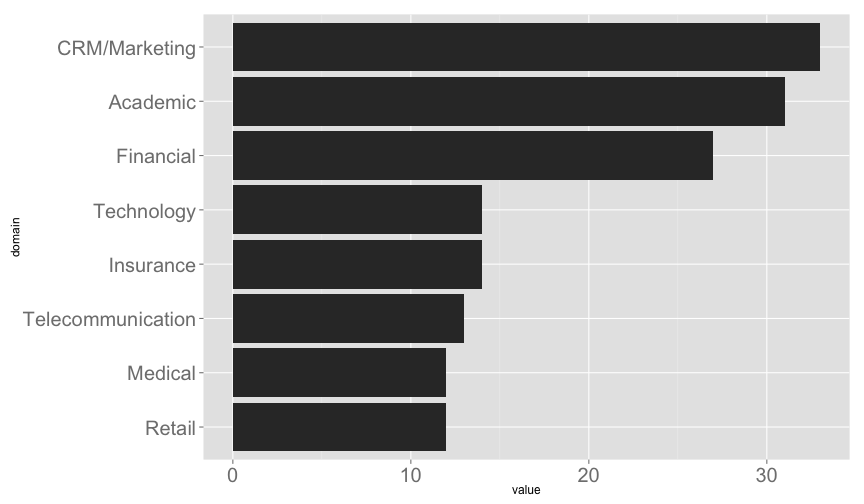 CRM/Marketing
Academic
Financial
Technology
Insurance
Telecommunication
Medical
Retail
domain
0 10 20 30
value